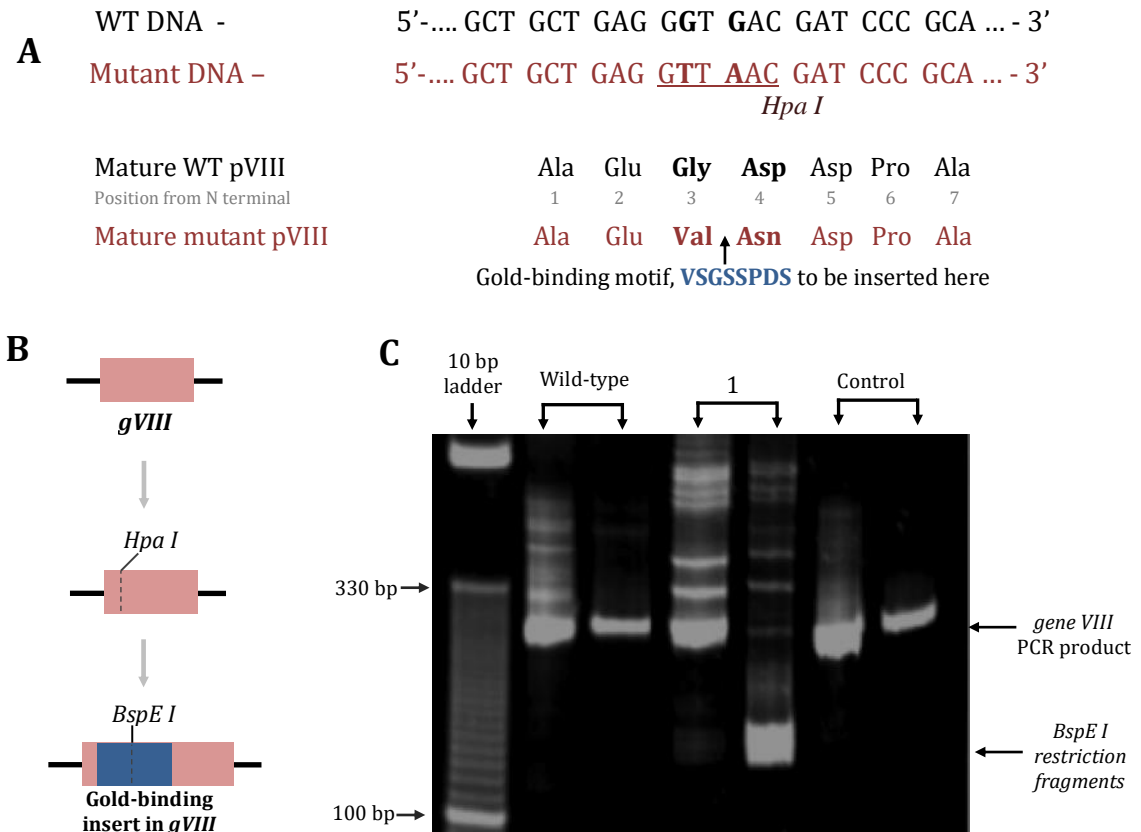 A
WT DNA - 5'-.... GCT GCT GAG GGT GAC GAT CCC GCA ... - 3'
Mutant DNA – 5'-.... GCT GCT GAG GTT AAC GAT CCC GCA ... - 3'
Hpa I
Mature WT pVIII Ala Glu Gly Asp Asp Pro Ala
Position from N terminal 1 2 3 4 5 6 7
Mature mutant pVIII Ala Glu Val Asn Asp Pro Ala
Gold-binding motif, VSGSSPDS to be inserted here
B
gVIII
Hpa I
BspE I
Gold-binding
insert in gVIII
C
10 bp
ladder
Wild-type
1
Control
330 bp
100 bp
gene VIII
PCR product
BspE I
restriction
fragments